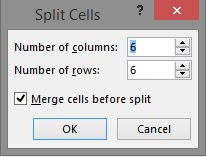 Split Cells ?
Number of columns: 6
Number of rows: 6
Merge cells before split
OK Cancel